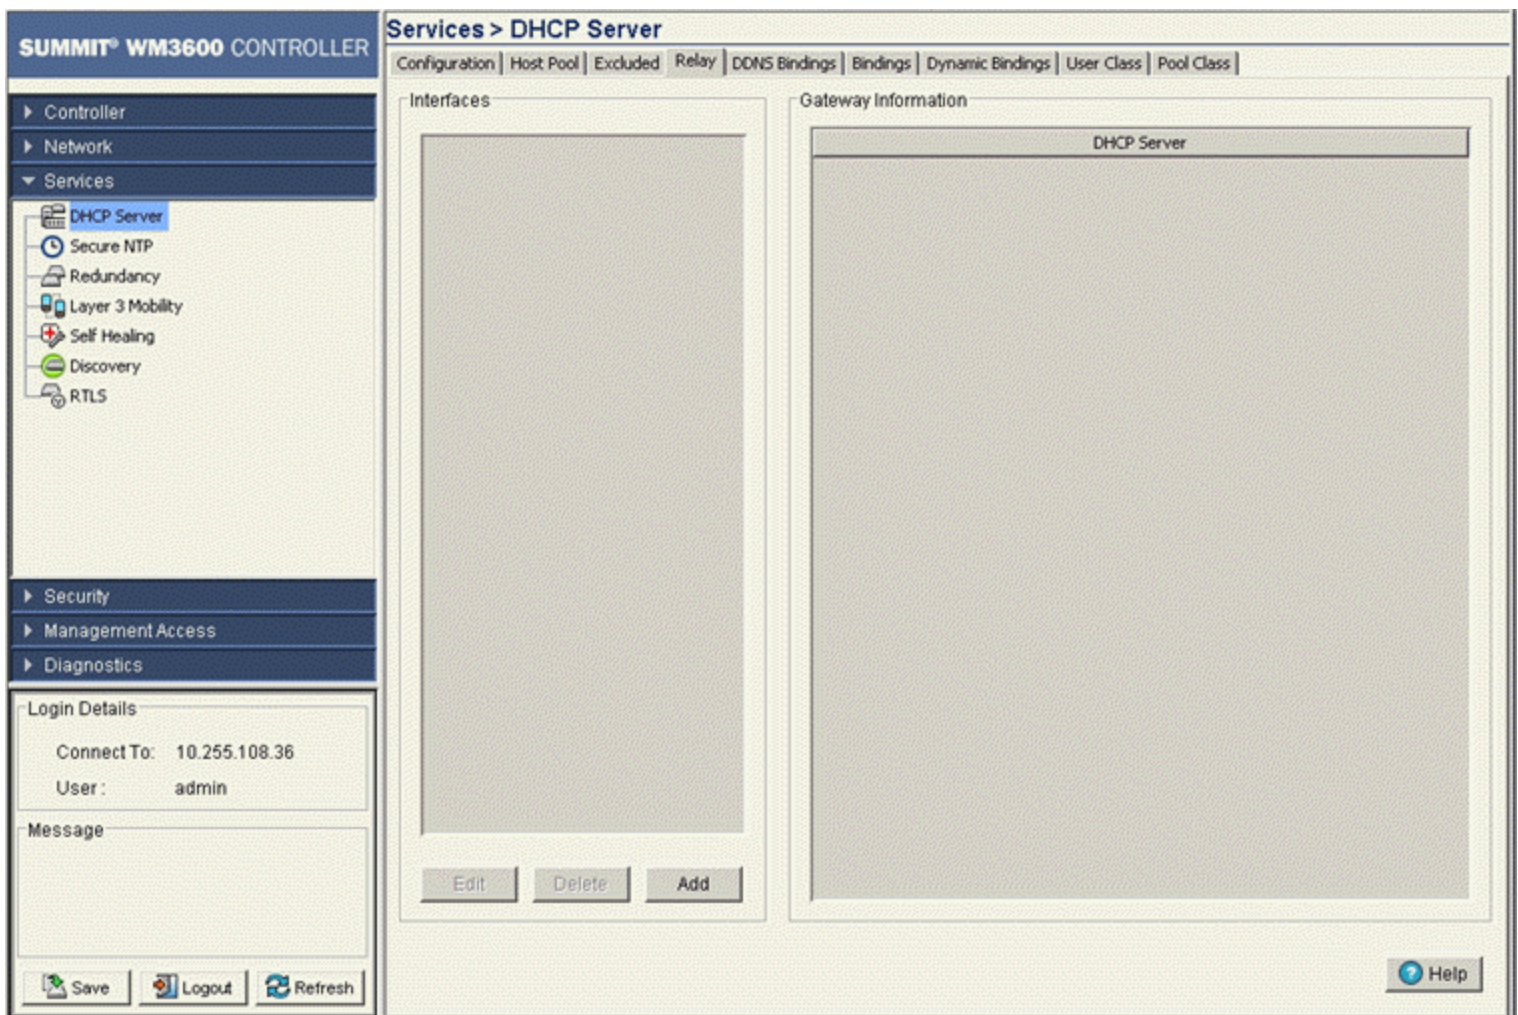 SUMMIT® WM3600 CONTROLLER
Services > DHCP Server
Configuration Host Pool Excluded Relay DDNS Bindings Bindings Dynamic Bindings User Class Pool Class
Controller
Network
Services
DHCP Server
Secure NTP
Redundancy
Layer 3 Mobility
Self Healing
Discovery
RTLS
Security
Management Access
Diagnostics
Login Details
Connect To: 10.255.108.36
User : admin
Message
Save Logout Refresh
Interfaces
Edit Delete Add
Gateway Information
DHCP Server
Help